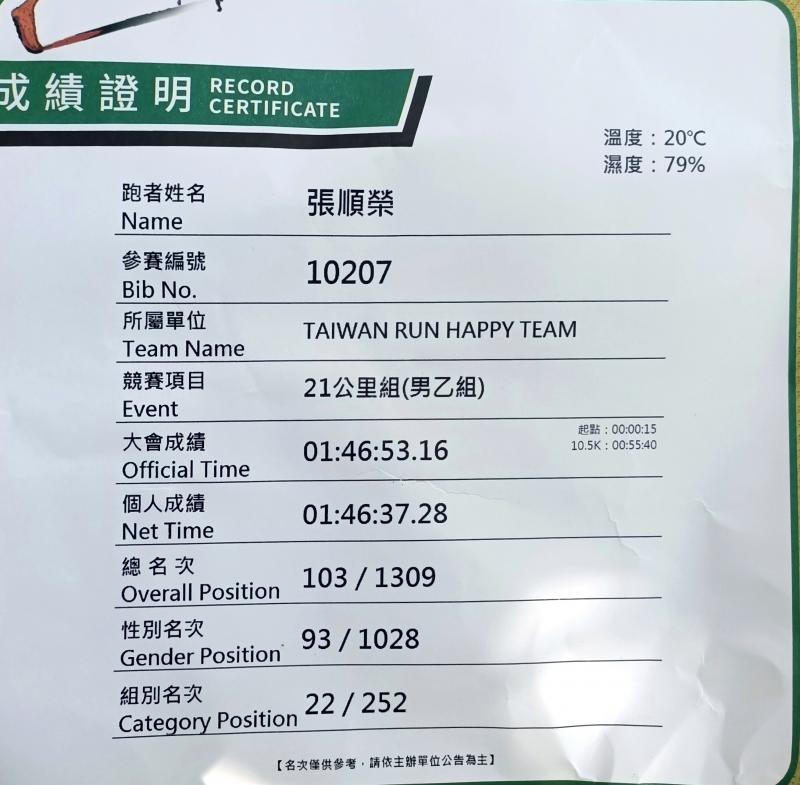 成績證明 RECORD
CERTIFICATE
溫度：20℃
濕度：79%
跑者姓名
Name
張順榮
參賽編號
Bib No.
10207
所屬單位
Team Name
TAIWAN RUN HAPPY TEAM
競賽項目
Event
21公里組(男乙組)
大會成績
Official Time
01:46:53.16
起點：00:00:15
10.5K：00:55:40
個人成績
Net Time
01:46:37.28
總名次
Overall Position
103 / 1309
性別名次
Gender Position
93 / 1028
組別名次
Category Position
22 / 252
【名次僅供參考，請依主辦單位公告為主】